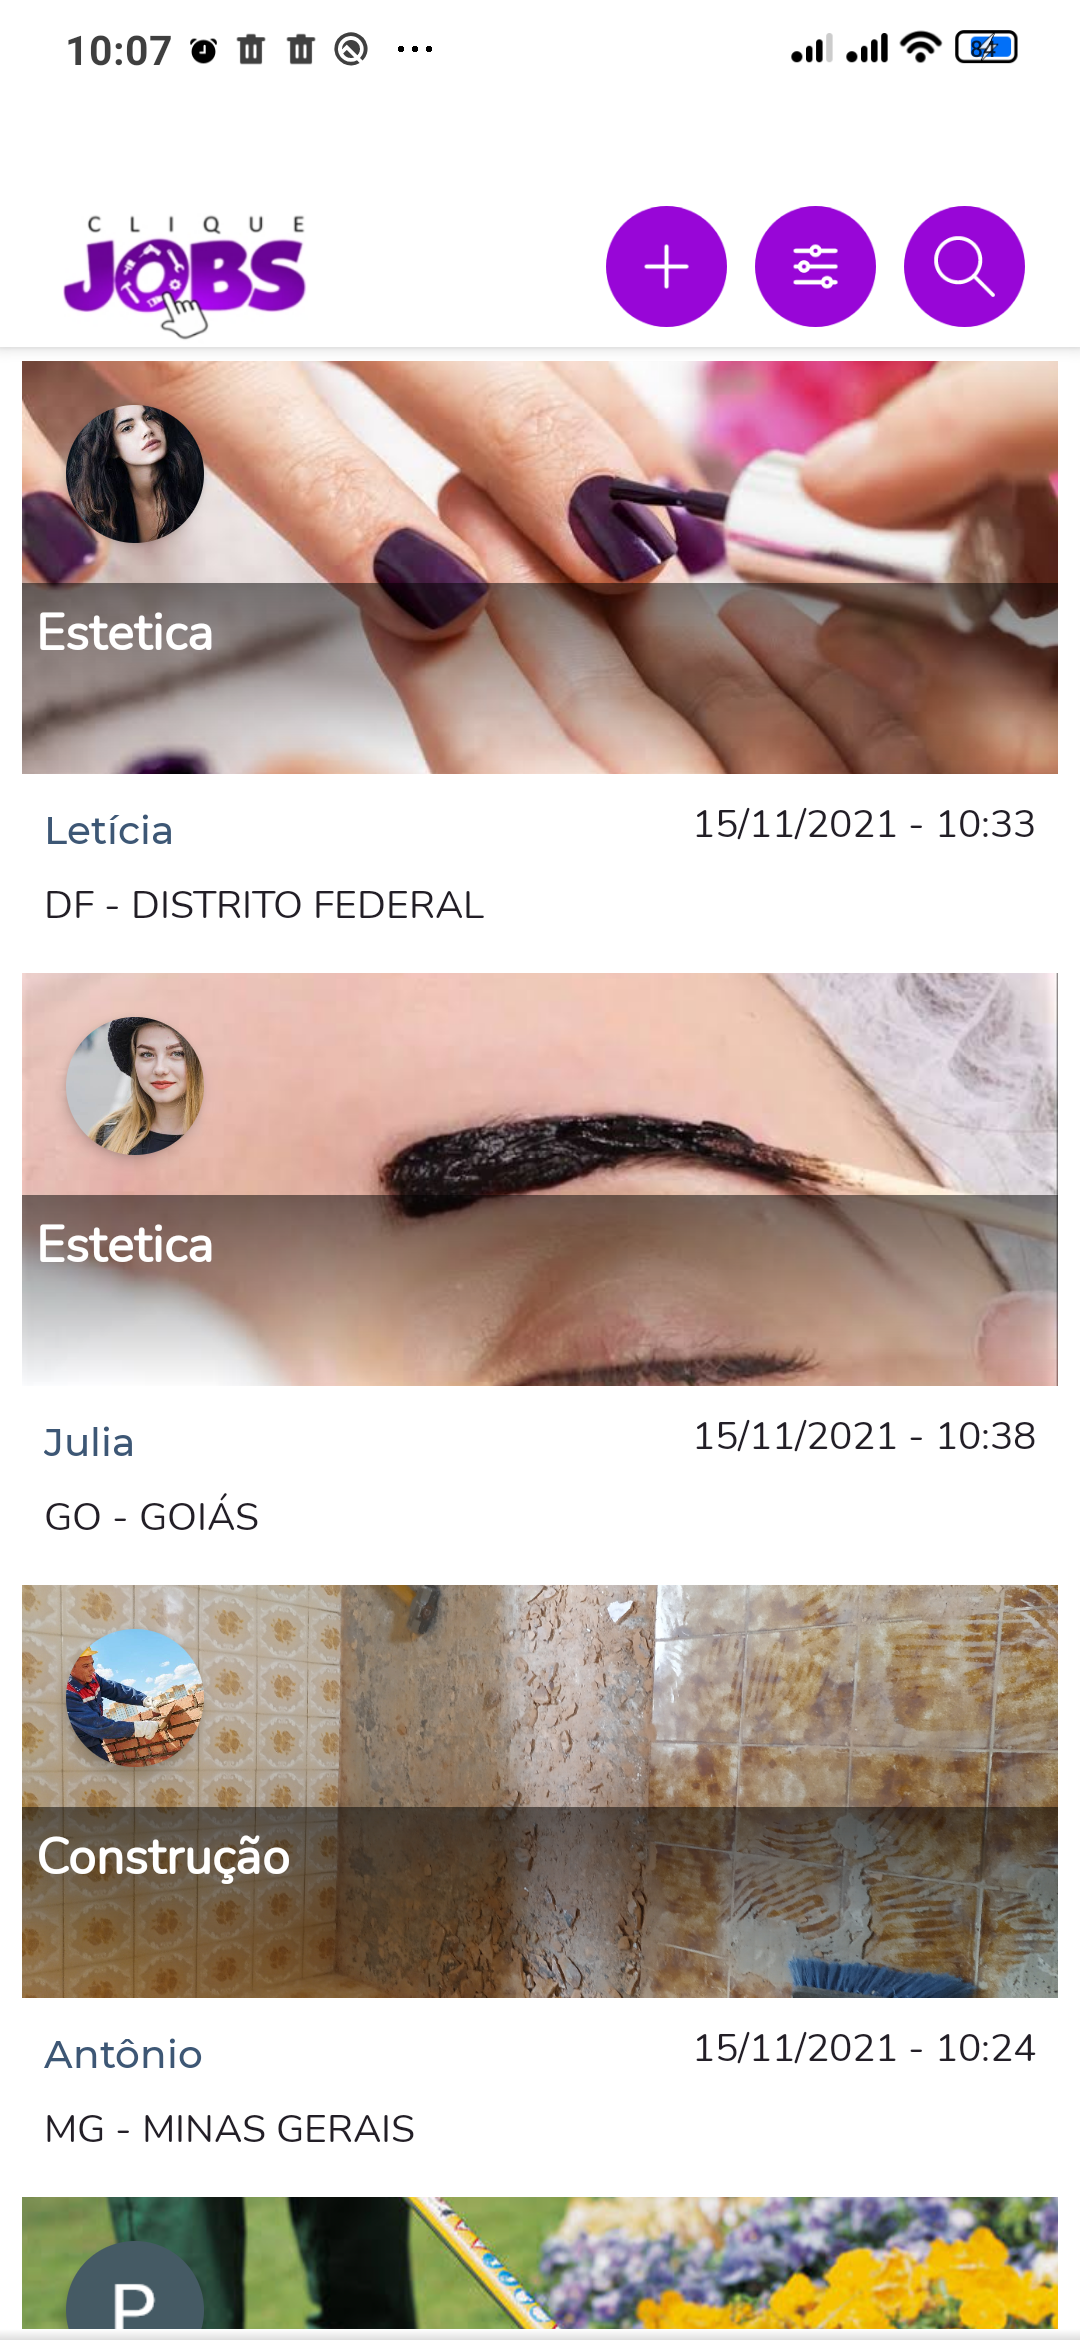 10:07
84
CLIQUE
JOBS
Estetica
Letícia
15/11/2021 - 10:33
DF - DISTRITO FEDERAL
Estetica
Julia
15/11/2021 - 10:38
GO - GOIÁS
Construção
Antônio
15/11/2021 - 10:24
MG - MINAS GERAIS
P